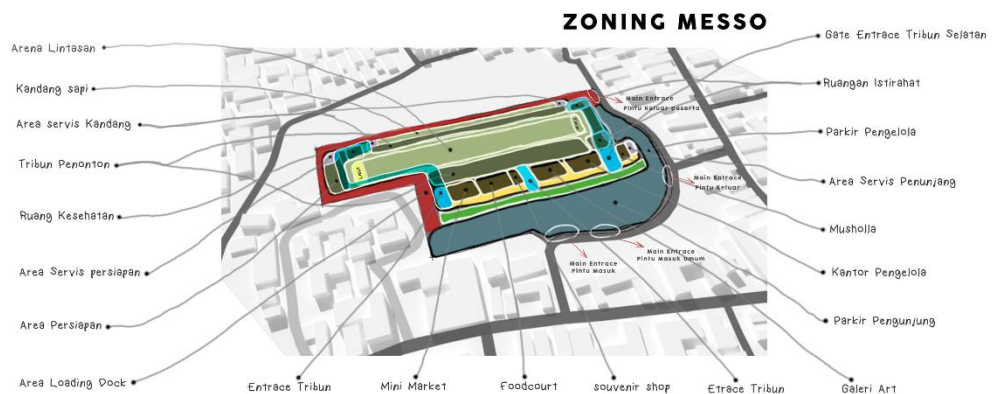 ZONING MESSO
Arena Lintasan
Kandang sapi
Area servis Kandang
Tribun Penonton
Ruang Kesehatan
Area Servis persiapan
Area Persiapan
Area Loading Dock
Entrace Tribun
Mini Market
Foodcourt
souvenir shop
Etrace Tribun
Galeri Art
Gate Entrace Tribun Selatan
Ruangan Istirahat
Parkir Pengelola
Area Servis Penunjang
Musholla
Kantor Pengelola
Parkir Pengunjung
Main Entrace
Pintu Keluar peserta
Main Entrace
Pintu Keluar
Main Entrace
Pintu Masuk Umum
Main Entrace
Pintu Masuk